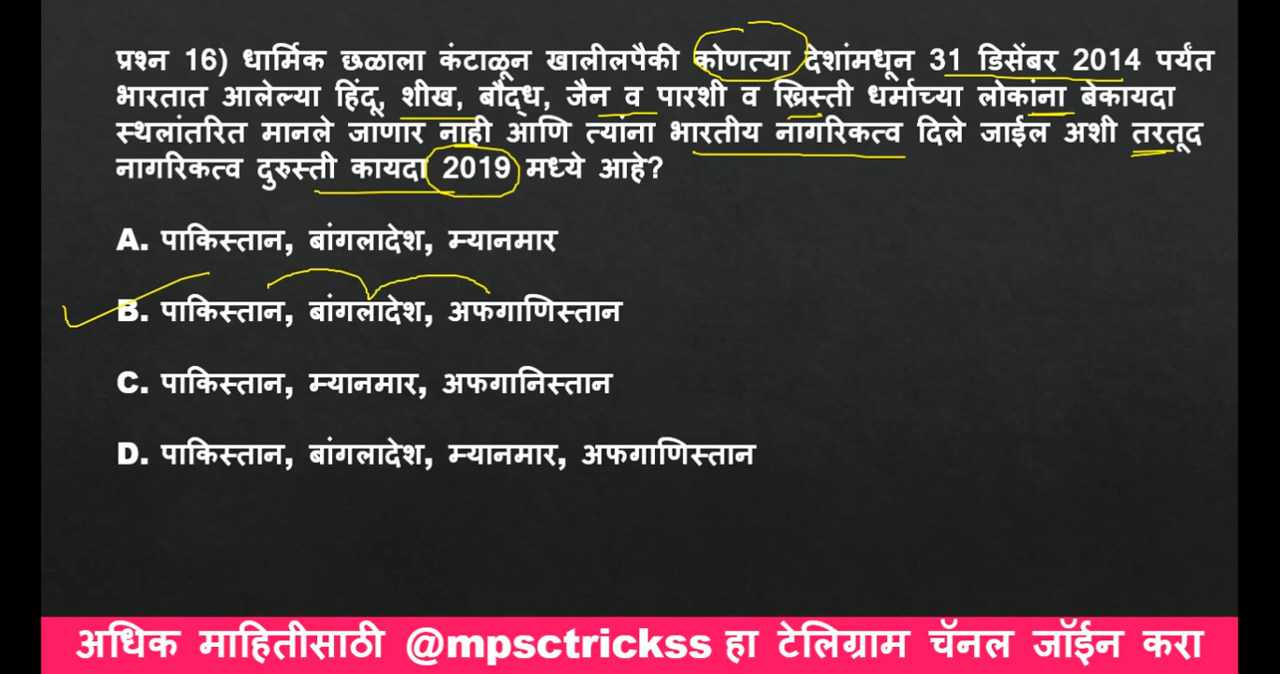 प्रश्न 16) धार्मिक छळाला कंटाळून खालीलपैकी कोणत्या देशांमधून 31 डिसेंबर 2014 पर्यंत
भारतात आलेल्या हिंदू, शीख, बौद्ध, जैन व पारशी व ख्रिस्ती धर्माच्या लोकांना बेकायदा
स्थलांतरित मानले जाणार नाही आणि त्यांना भारतीय नागरिकत्व दिले जाईल अशी तरतूद
नागरिकत्व दुरुस्ती कायदा 2019 मध्ये आहे?
A. पाकिस्तान, बांगलादेश, म्यानमार
B. पाकिस्तान, बांगलादेश, अफगाणिस्तान
C. पाकिस्तान, म्यानमार, अफगानिस्तान
D. पाकिस्तान, बांगलादेश, म्यानमार, अफगाणिस्तान
अधिक माहितीसाठी @mpsctrickss हा टेलिग्राम चॅनल जॉईन करा